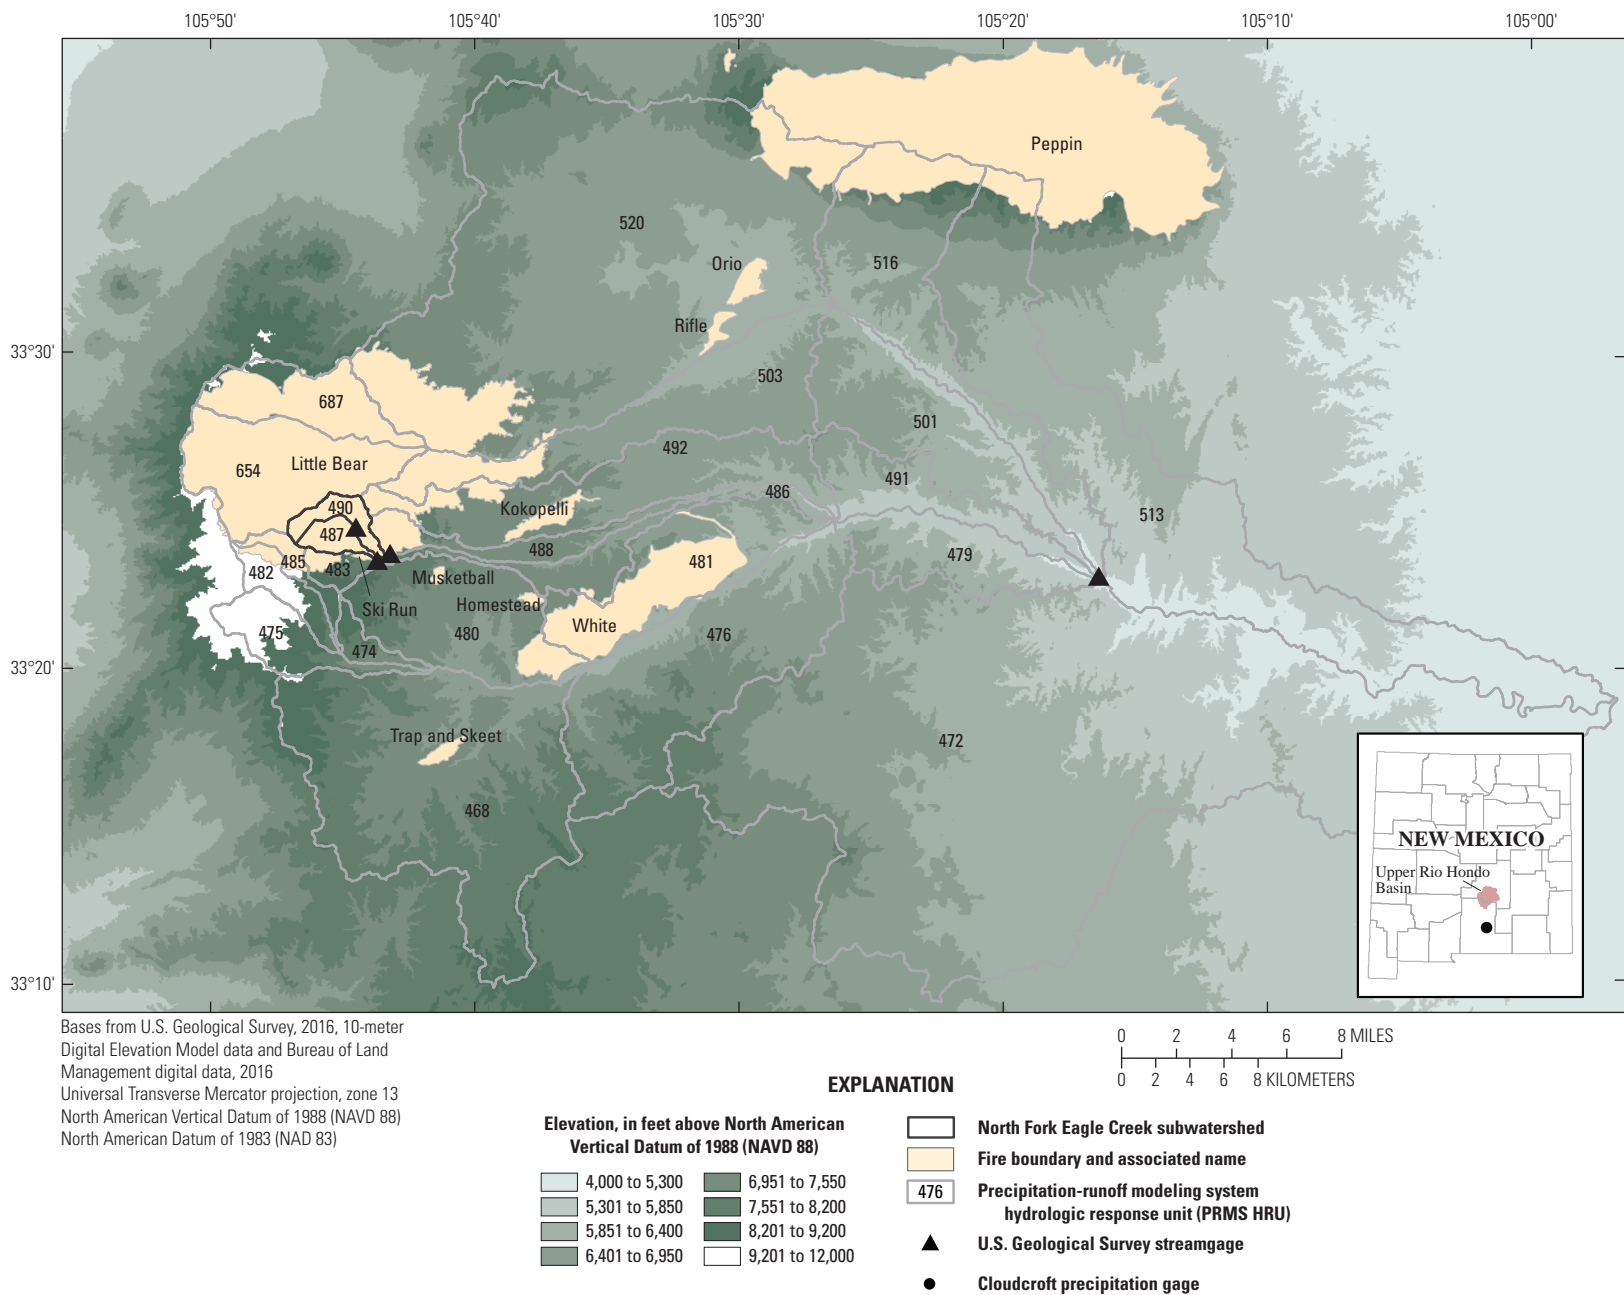 105°50' 105°40' 105°30' 105°20' 105°10' 105°00'
Peppin
520
Orio
516
Rifle
33°30'
503
687
501
492
Little Bear
654
491
486
490
Kokopelli
513
487
488
479
485
481
482
483
Musketball
Homestead
Ski Run
White
475
480
476
474
33°20'
Trap and Skeet
472
468
NEW MEXICO
Upper Rio Hondo
Basin
33°10'
Bases from U.S. Geological Survey, 2016, 10-meter
Digital Elevation Model data and Bureau of Land
Management digital data, 2016
Universal Transverse Mercator projection, zone 13
North American Vertical Datum of 1988 (NAVD 88)
North American Datum of 1983 (NAD 83)
0 2 4 6 8 MILES
0 2 4 6 8 KILOMETERS
EXPLANATION
Elevation, in feet above North American
Vertical Datum of 1988 (NAVD 88)
4,000 to 5,300
5,301 to 5,850
5,851 to 6,400
6,401 to 6,950
6,951 to 7,550
7,551 to 8,200
8,201 to 9,200
9,201 to 12,000
North Fork Eagle Creek subwatershed
Fire boundary and associated name
476 Precipitation-runoff modeling system
hydrologic response unit (PRMS HRU)
U.S. Geological Survey streamgage
Cloudcroft precipitation gage